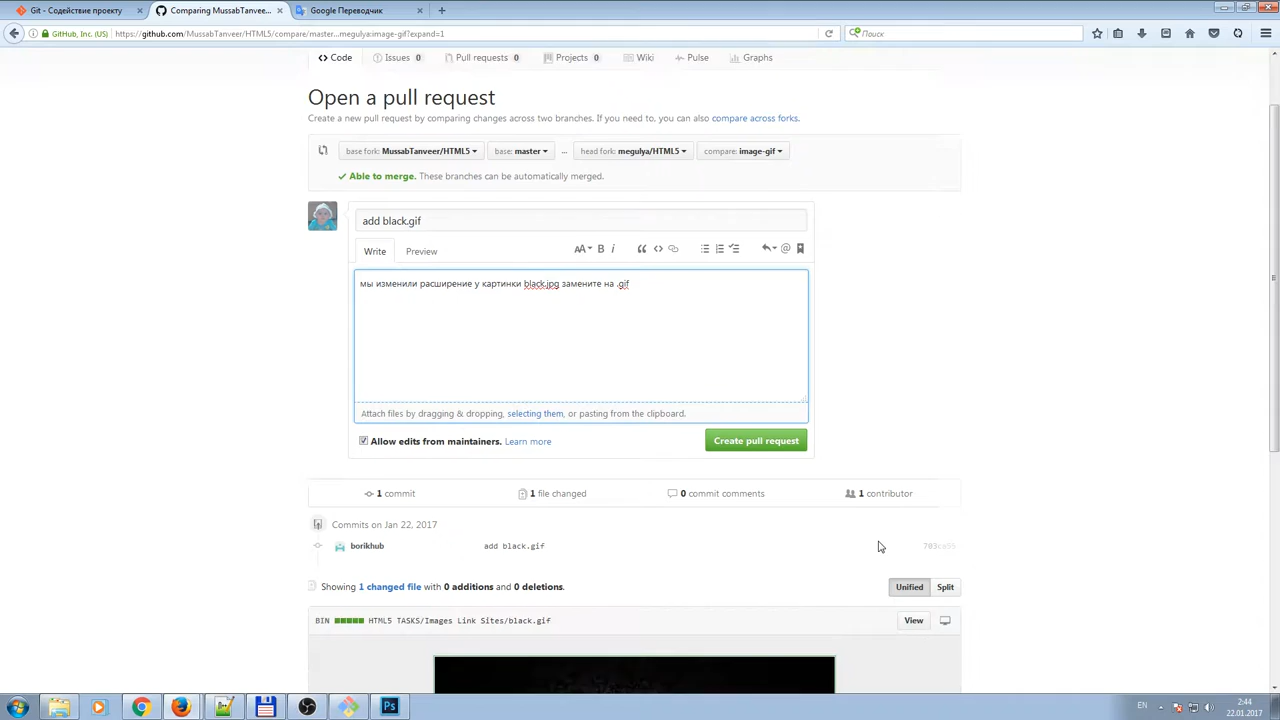 Git - Содействие проекту
Comparing MussabTanveer...
Google Переводчик
GitHub, Inc. (US)
https://github.com/MussabTanveer/HTML5/compare/master...megulya:image-gif?expand=1
Поиск
Code
Issues 0
Pull requests 0
Projects 0
Wiki
Pulse
Graphs
Open a pull request
Create a new pull request by comparing changes across two branches. If you need to, you can also compare across forks.
base fork: MussabTanveer/HTML5
base: master
...
head fork: megulya/HTML5
compare: image-gif
Able to merge. These branches can be automatically merged.
add black.gif
Write
Preview
AA
B
i
мы изменили расширение у картинки black.jpg замените на .gif
Attach files by dragging & dropping, selecting them, or pasting from the clipboard.
Allow edits from maintainers. Learn more
Create pull request
1 commit
1 file changed
0 commit comments
1 contributor
Commits on Jan 22, 2017
borikhub
add black.gif
703ca55
Showing 1 changed file with 0 additions and 0 deletions.
Unified
Split
BIN
HTML5 TASKS/Images Link Sites/black.gif
View
Ps
EN
2:44
22.01.2017